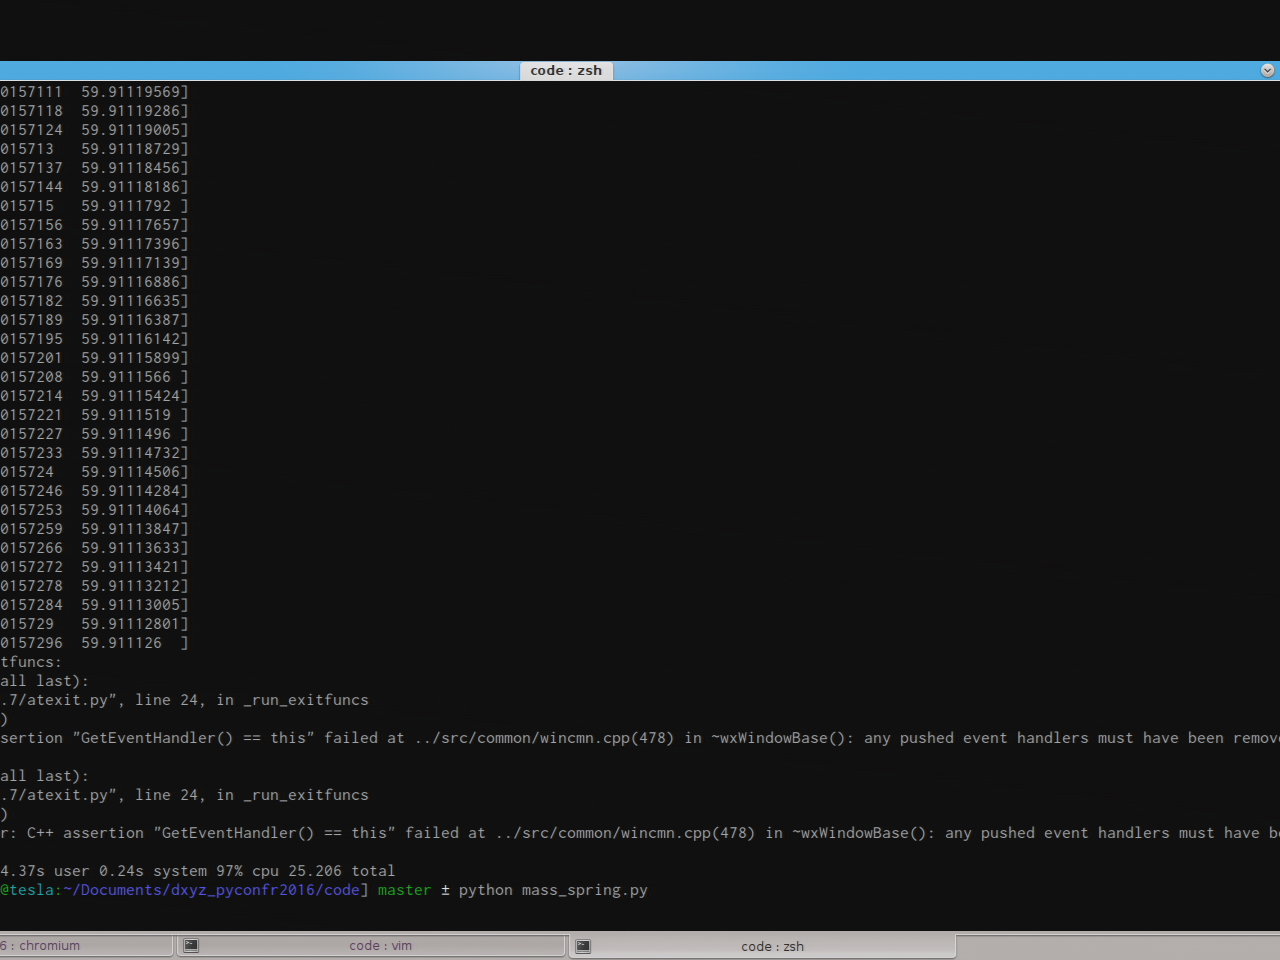 code : zsh
0157111  59.91119569]
0157118  59.91119286]
0157124  59.91119005]
015713   59.91118729]
0157137  59.91118456]
0157144  59.91118186]
015715   59.9111792 ]
0157156  59.91117657]
0157163  59.91117396]
0157169  59.91117139]
0157176  59.91116886]
0157182  59.91116635]
0157189  59.91116387]
0157195  59.91116142]
0157201  59.91115899]
0157208  59.9111566 ]
0157214  59.91115424]
0157221  59.9111519 ]
0157227  59.9111496 ]
0157233  59.91114732]
015724   59.91114506]
0157246  59.91114284]
0157253  59.91114064]
0157259  59.91113847]
0157266  59.91113633]
0157272  59.91113421]
0157278  59.91113212]
0157284  59.91113005]
015729   59.91112801]
0157296  59.911126  ]
tfuncs:
all last):
.7/atexit.py", line 24, in _run_exitfuncs
)
sertion "GetEventHandler() == this" failed at ../src/common/wincmn.cpp(478) in ~wxWindowBase(): any pushed event handlers must have been remov
all last):
.7/atexit.py", line 24, in _run_exitfuncs
)
r: C++ assertion "GetEventHandler() == this" failed at ../src/common/wincmn.cpp(478) in ~wxWindowBase(): any pushed event handlers must have b
4.37s user 0.24s system 97% cpu 25.206 total
@tesla:~/Documents/dxyz_pyconfr2016/code] master ± python mass_spring.py
6 : chromium
code : vim
code : zsh